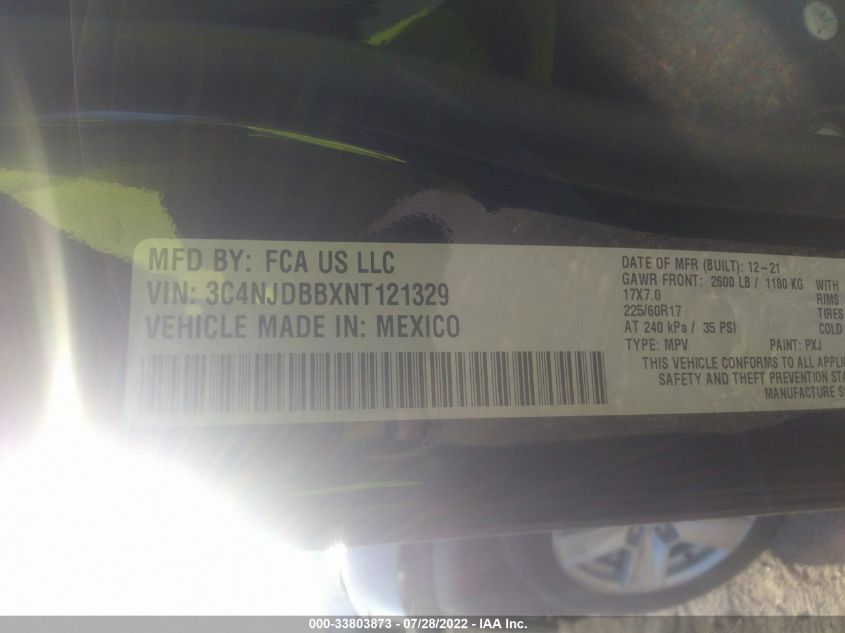 MFD BY: FCA US LLC
VIN: 3C4NJDBBXNT121329
VEHICLE MADE IN: MEXICO
DATE OF MFR (BUILT): 12-21
GAWR FRONT: 2600 LB / 1180 KG WITH
17X7.0 RIMS
225/60R17 TIRES
AT 240 kPa / 35 PSI COLD
TYPE: MPV PAINT: PXJ
THIS VEHICLE CONFORMS TO ALL APPLI
SAFETY AND THEFT PREVENTION STA
MANUFACTURE S
000-33803873 - 07/28/2022 - IAA Inc.